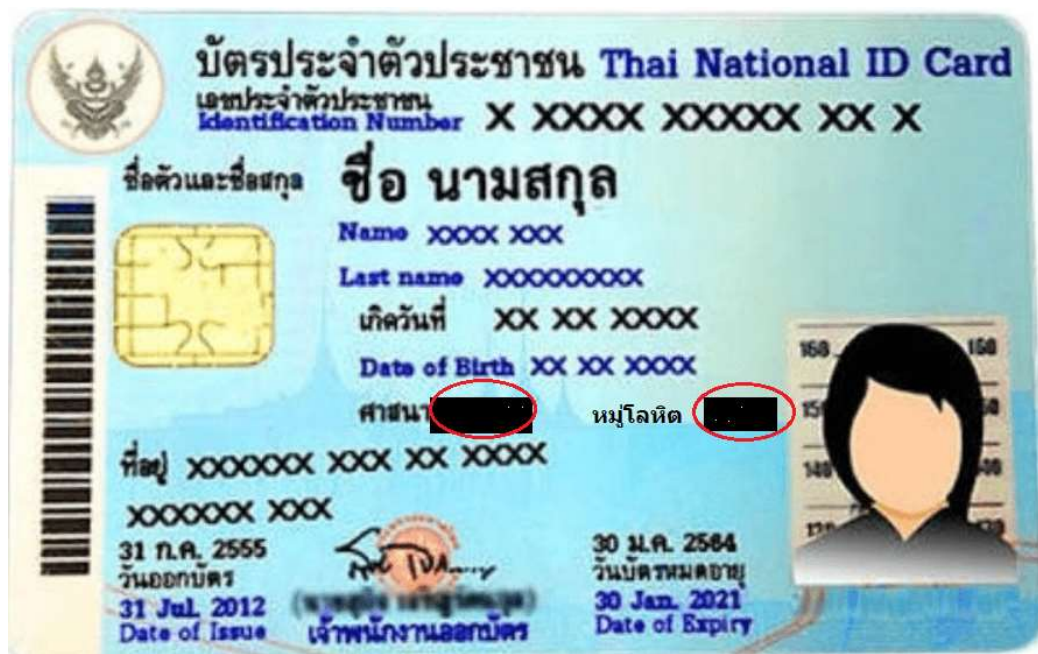 บัตรประจำตัวประชาชน Thai National ID Card
เลขประจำตัวประชาชน
Identification Number X XXXX XXXXX XX X
ชื่อตัวและชื่อสกุล ชื่อ นามสกุล
Name XXXX XXX
Last name XXXXXXXXXX
เกิดวันที่ XX XX XXXX
Date of Birth XX XX XXXX
ศาสนา หมู่โลหิต
ที่อยู่ XXXXXXX XXX XX XXXX
XXXXXXX XXX
31 ก.ค. 2555
วันออกบัตร
31 Jul. 2012
Date of Issue
เจ้าพนักงานออกบัตร
30 ม.ค. 2564
วันบัตรหมดอายุ
30 Jan. 2021
Date of Expiry
160 160
150
140